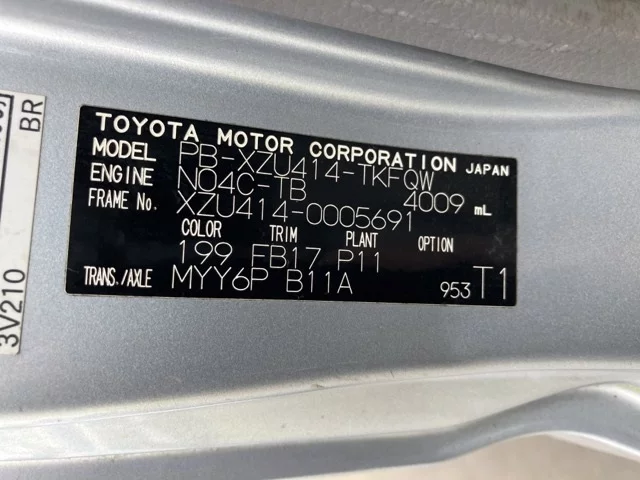 TOYOTA MOTOR CORPORATION JAPAN
MODEL PB-XZU414-TKFQW
ENGINE N04C-TB 4009 mL
FRAME No. XZU414-0005691
COLOR TRIM PLANT OPTION
199 FB17 P11
TRANS./AXLE MYY6P B11A
953 T1
BR
3V210